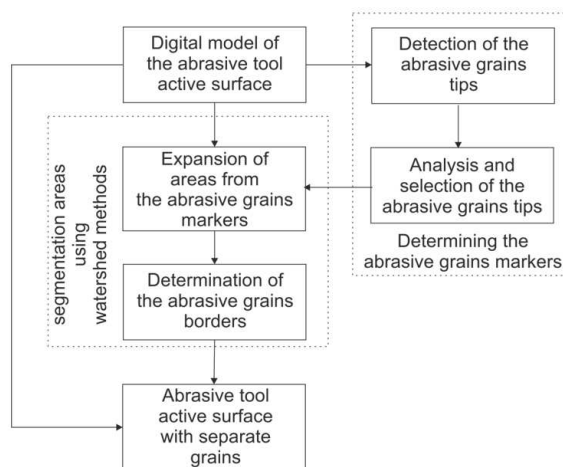 Digital model of
the abrasive tool
active surface
Detection of the
abrasive grains
tips
Expansion of
areas from
the abrasive grains
markers
Analysis and
selection of the
abrasive grains tips
Determining the
abrasive grains markers
segmentation areas
using
watershed methods
Determination of
the abrasive grains
borders
Abrasive tool
active surface
with separate
grains